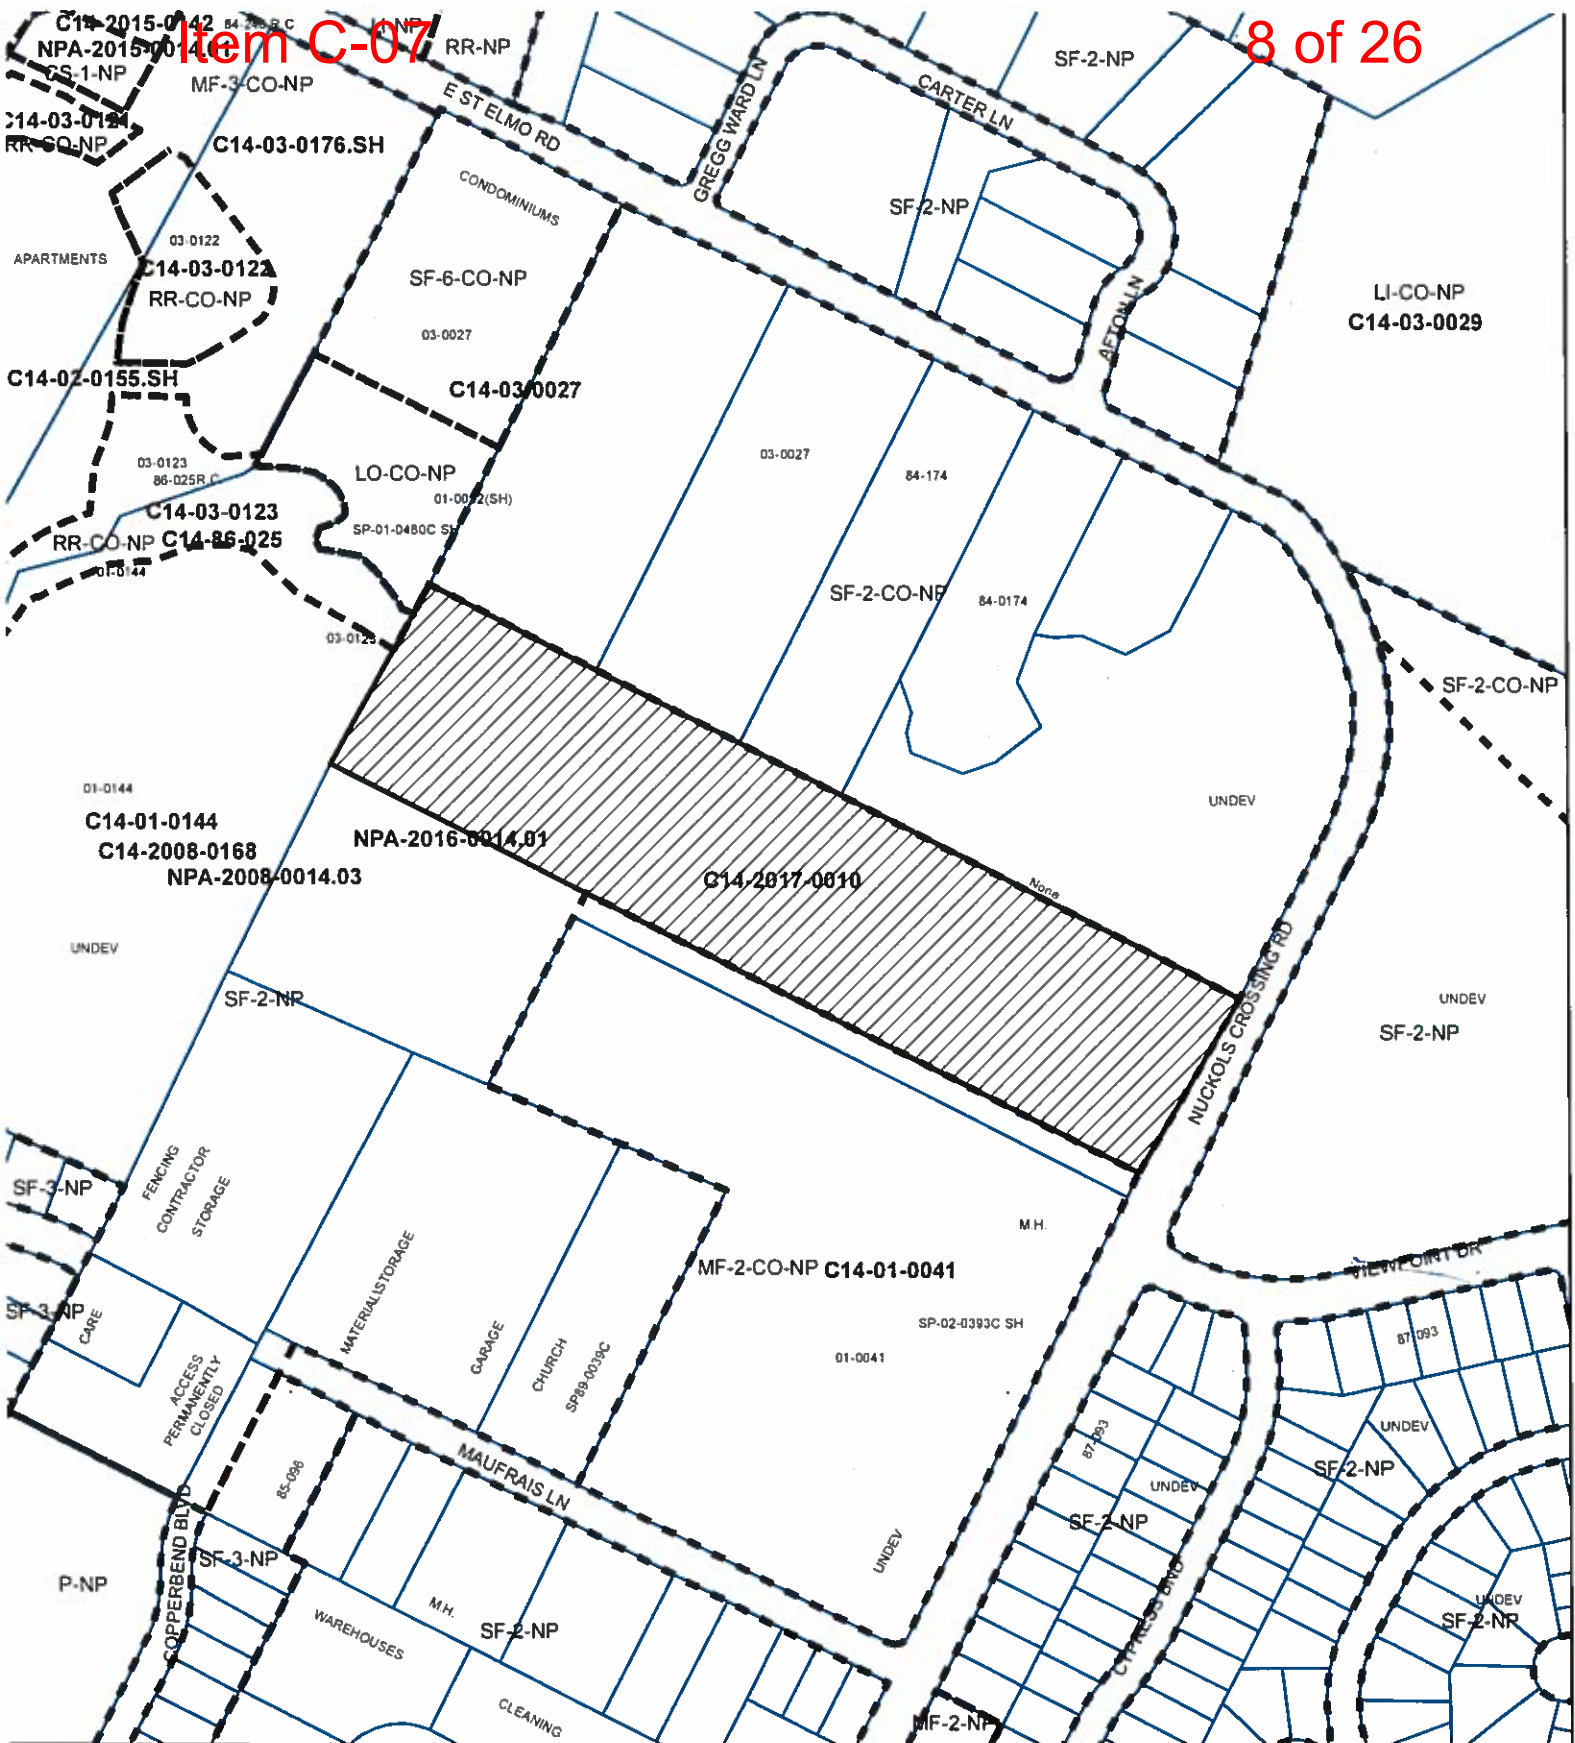 Item C-07
8 of 26
C14-2015-0142
NPA-2015-0014.01
CS-1-NP
MF-3-CO-NP
LI-NP
RR-NP
E ST ELMO RD
GREGG WARD LN
CARTER LN
SF-2-NP
RR-CO-NP
C14-03-0176.SH
CONDOMINIUMS
SF-2-NP
AFTON LN
LI-CO-NP
C14-03-0029
APARTMENTS
03-0122
C14-03-0122
RR-CO-NP
SF-6-CO-NP
03-0027
C14-03-0027
C14-02-0155.SH
03-0123
86-025R.C.
C14-03-0123
RR-CO-NP
C14-86-025
01-0144
LO-CO-NP
SP-01-0480C SH
03-0123
03-0027
84-174
SF-2-CO-NP
84-0174
SF-2-CO-NP
UNDEV
01-0144
C14-01-0144
C14-2008-0168
NPA-2008-0014.03
UNDEV
NPA-2016-0014.01
C14-2017-0010
None
NUCKOLS CROSSING RD
UNDEV
SF-2-NP
SF-2-NP
FENCING
CONTRACTOR
STORAGE
SF-3-NP
SF-3-NP
CARE
ACCESS
PERMANENTLY
CLOSED
MATERIALSTORAGE
GARAGE
CHURCH
SP89-0039C
M.H.
MF-2-CO-NP
C14-01-0041
SP-02-0393C SH
01-0041
VIEWPOINT DR
87-093
UNDEV
SF-2-NP
87-093
UNDEV
SF-2-NP
CYPRESS BND
UNDEV
SF-2-NP
MAUFRAIS LN
85-096
COPPERBEND BLVD
SF-3-NP
P-NP
WAREHOUSES
M.H.
SF-2-NP
CLEANING
UNDEV
MF-2-NP